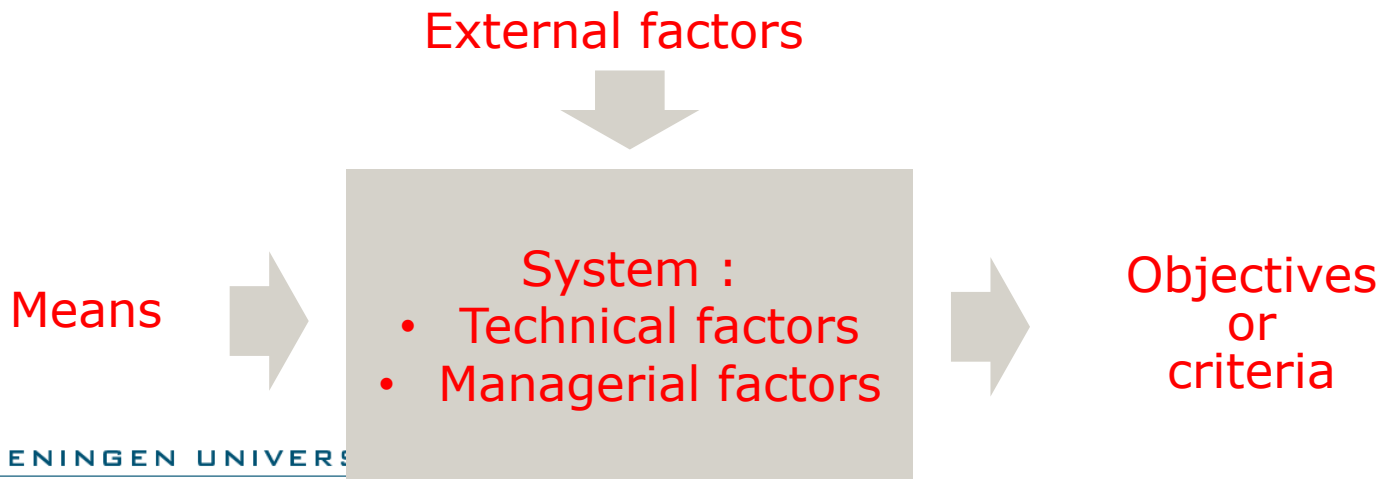 External factors
Means
System :
• Technical factors
• Managerial factors
Objectives
or
criteria
ENINGEN UNIVERS